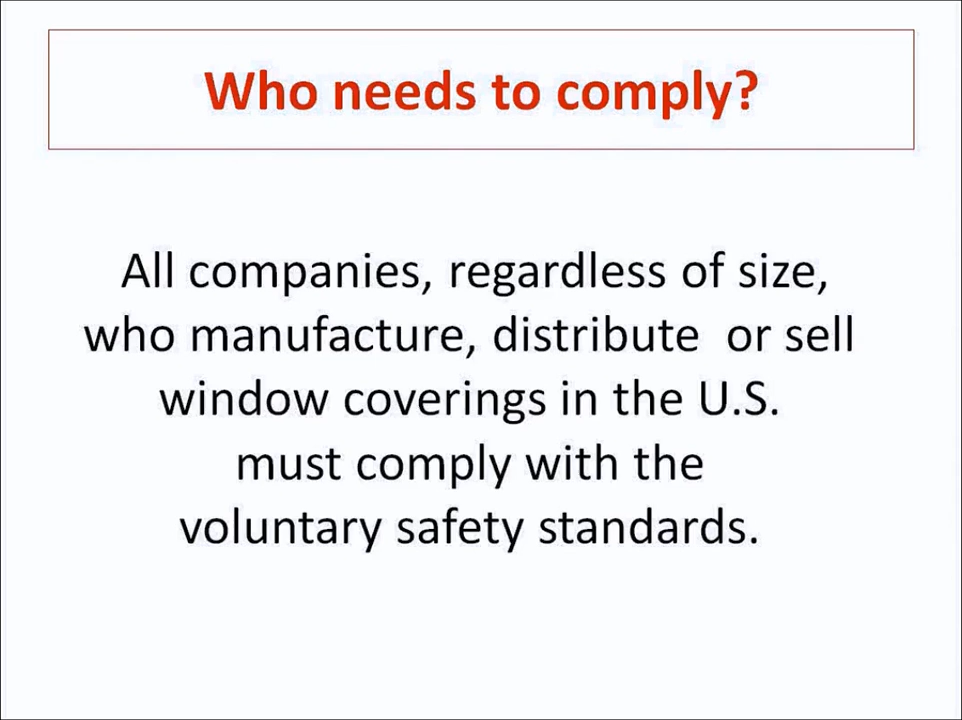 Who needs to comply?
All companies, regardless of size,
who manufacture, distribute  or sell
window coverings in the U.S.
must comply with the
voluntary safety standards.